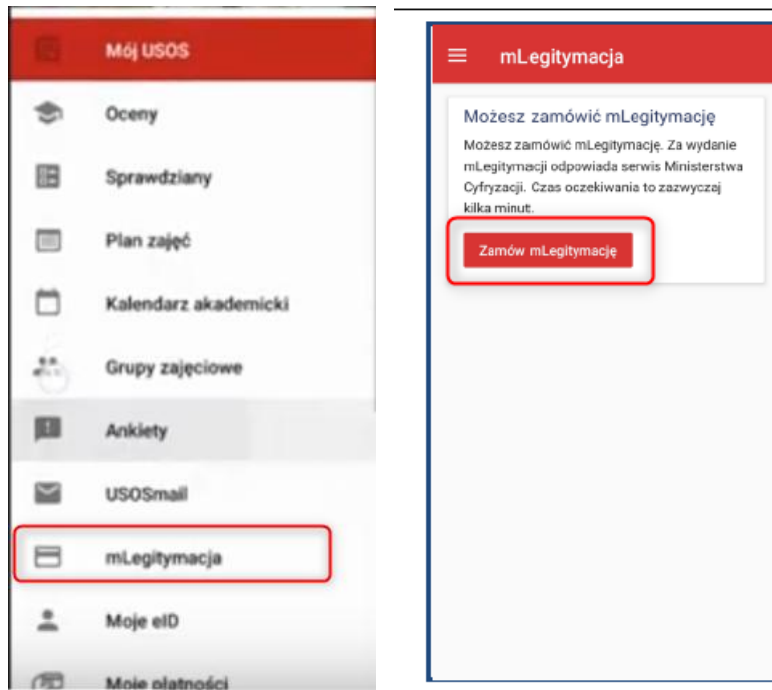 Mój USOS
Oceny
Sprawdziany
Plan zajęć
Kalendarz akademicki
Grupy zajęciowe
Ankiety
USOSmail
mLegitymacja
Moje eID
Moje płatności
mLegitymacja
Możesz zamówić mLegitymację
Możesz zamówić mLegitymację. Za wydanie
mLegitymacji odpowiada serwis Ministerstwa
Cyfryzacji. Czas oczekiwania to zazwyczaj
kilka minut.
Zamów mLegitymację